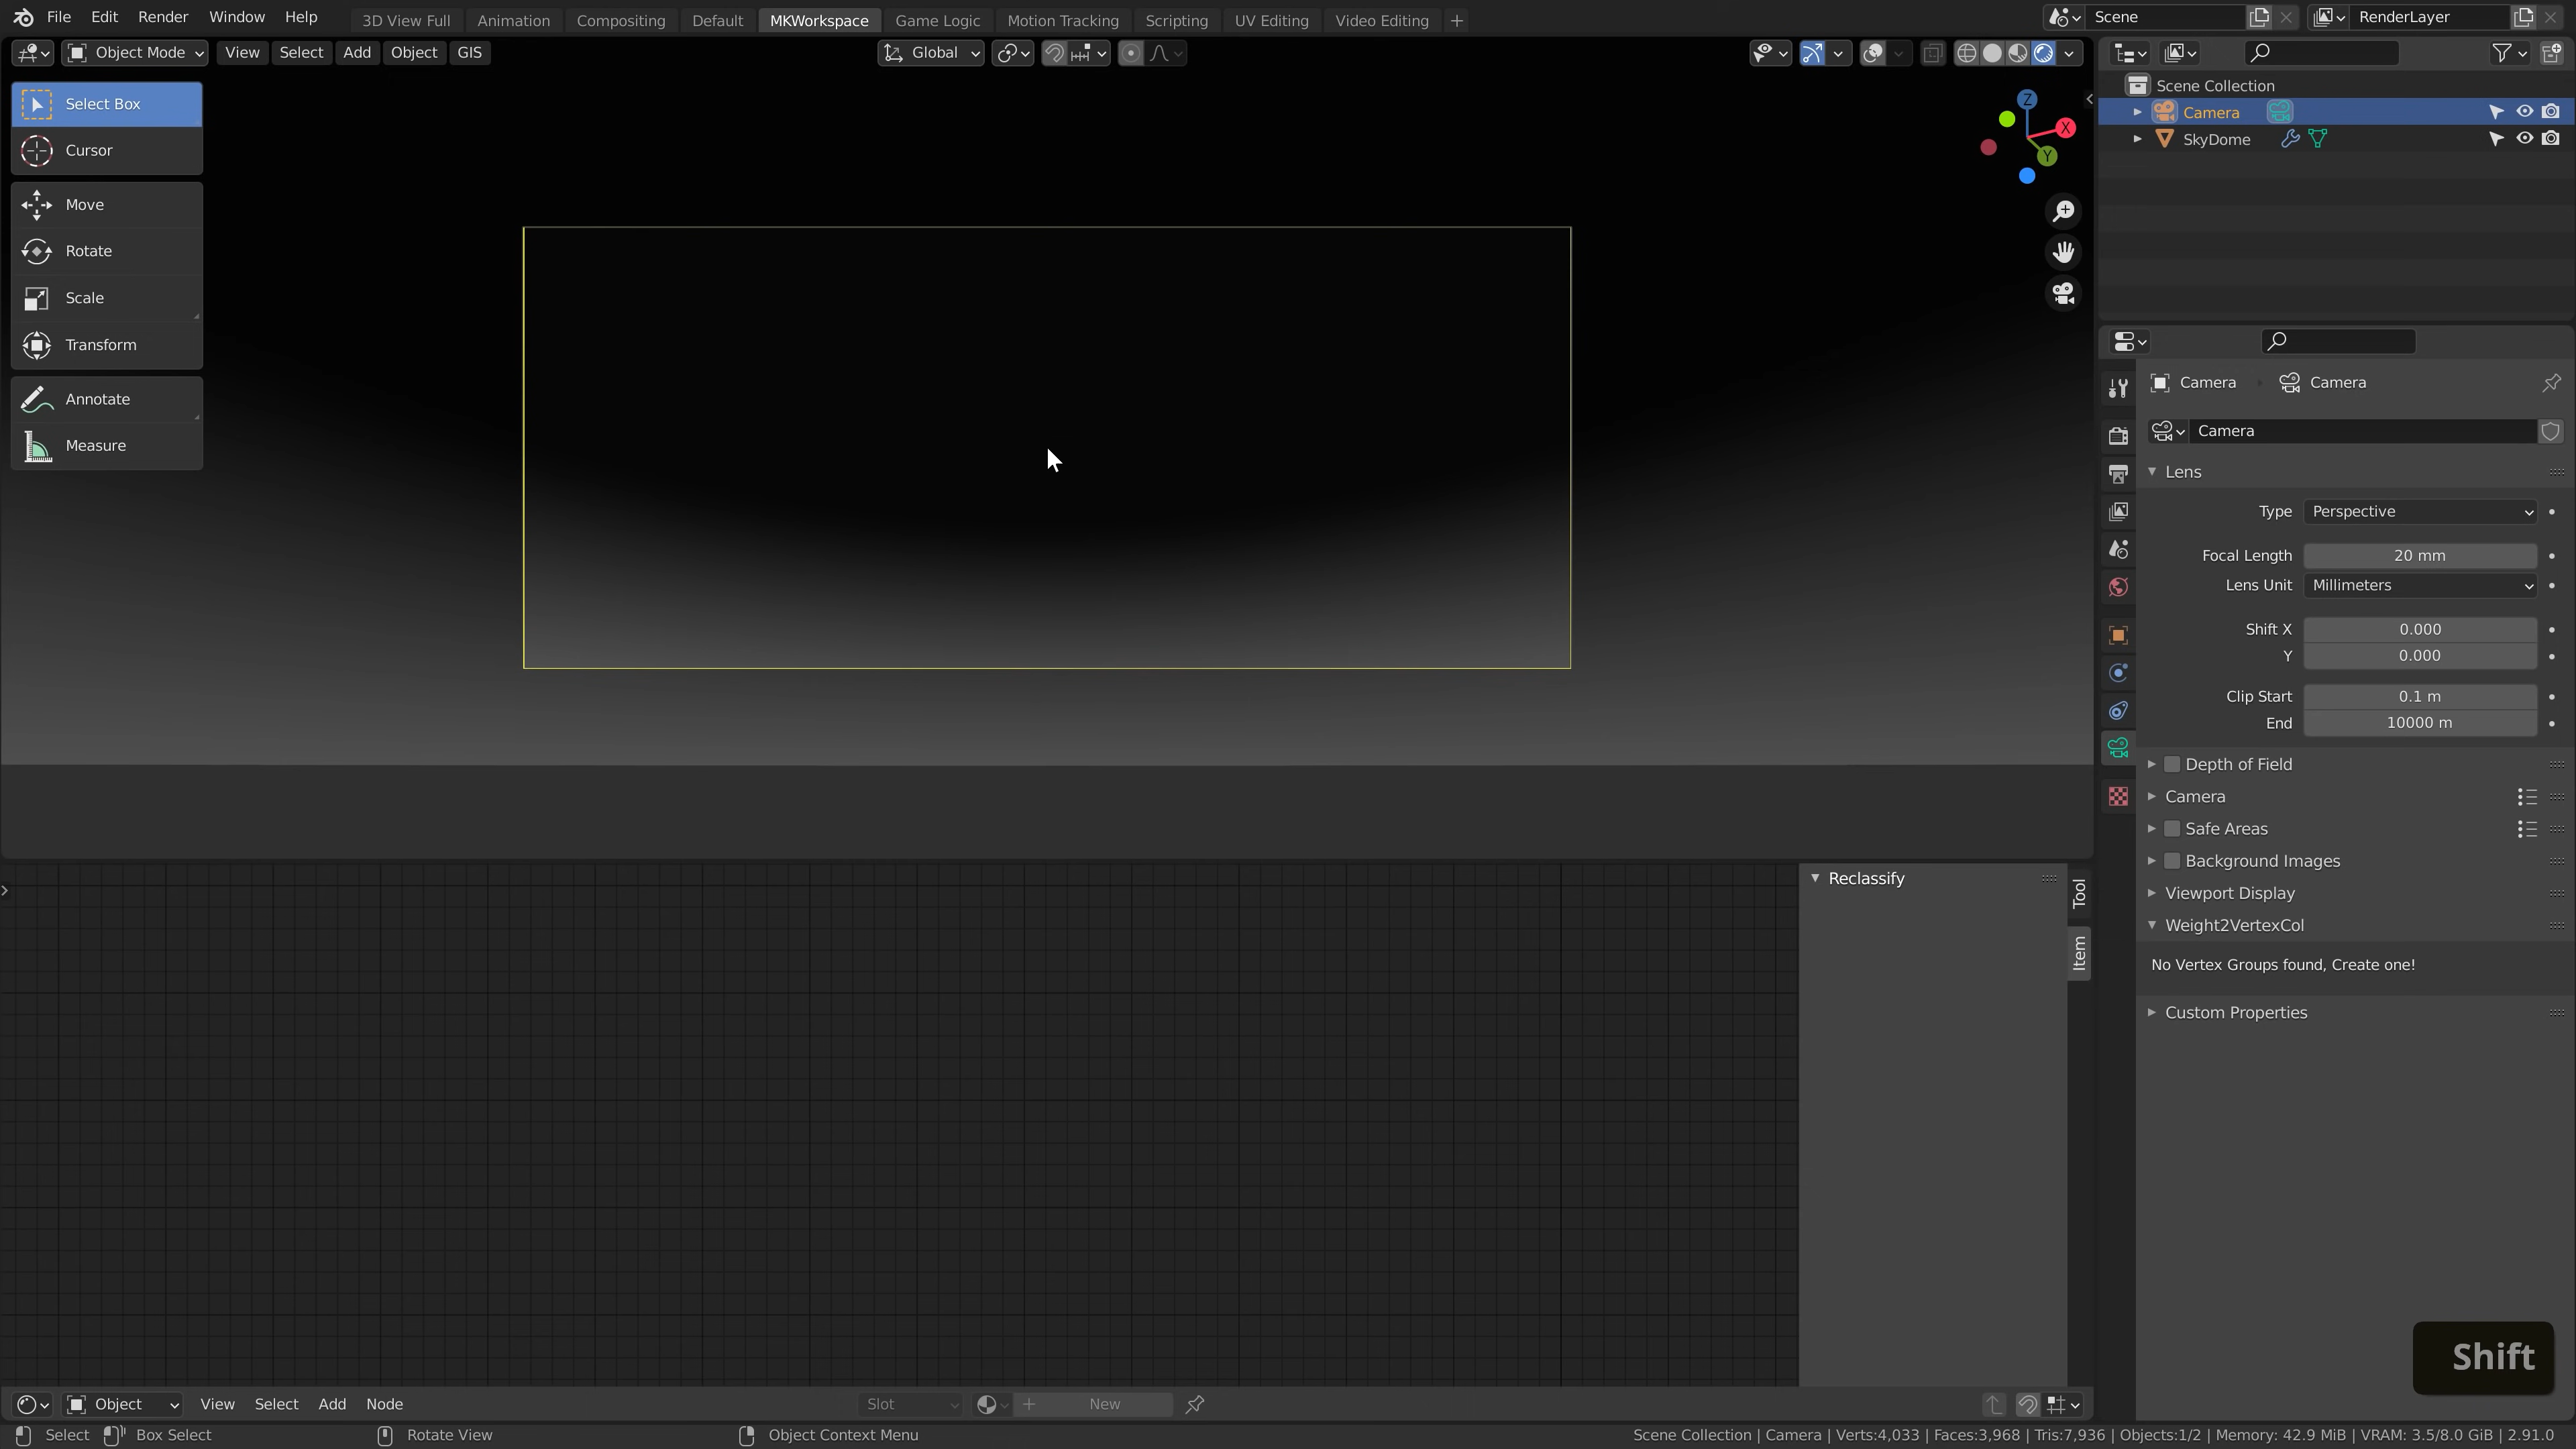 File Edit Render Window Help 3D View Full Animation Compositing Default MKWorkspace Game Logic Motion Tracking Scripting UV Editing Video Editing Scene RenderLayer
Object Mode View Select Add Object GIS Global
Select Box
Cursor
Move
Rotate
Scale
Transform
Annotate
Measure
Z
X
Y
Scene Collection
Camera
SkyDome
Camera Camera
Camera
Lens
Type Perspective
Focal Length 20 mm
Lens Unit Millimeters
Shift X 0.000
Y 0.000
Clip Start 0.1 m
End 10000 m
Depth of Field
Camera
Safe Areas
Background Images
Viewport Display
Weight2VertexCol
No Vertex Groups found, Create one!
Custom Properties
Reclassify
Tool
Item
Shift
Object View Select Add Node Slot New
Select Box Select Rotate View Object Context Menu Scene Collection | Camera | Verts:4,033 | Faces:3,968 | Tris:7,936 | Objects:1/2 | Memory: 42.9 MiB | VRAM: 3.5/8.0 GiB | 2.91.0